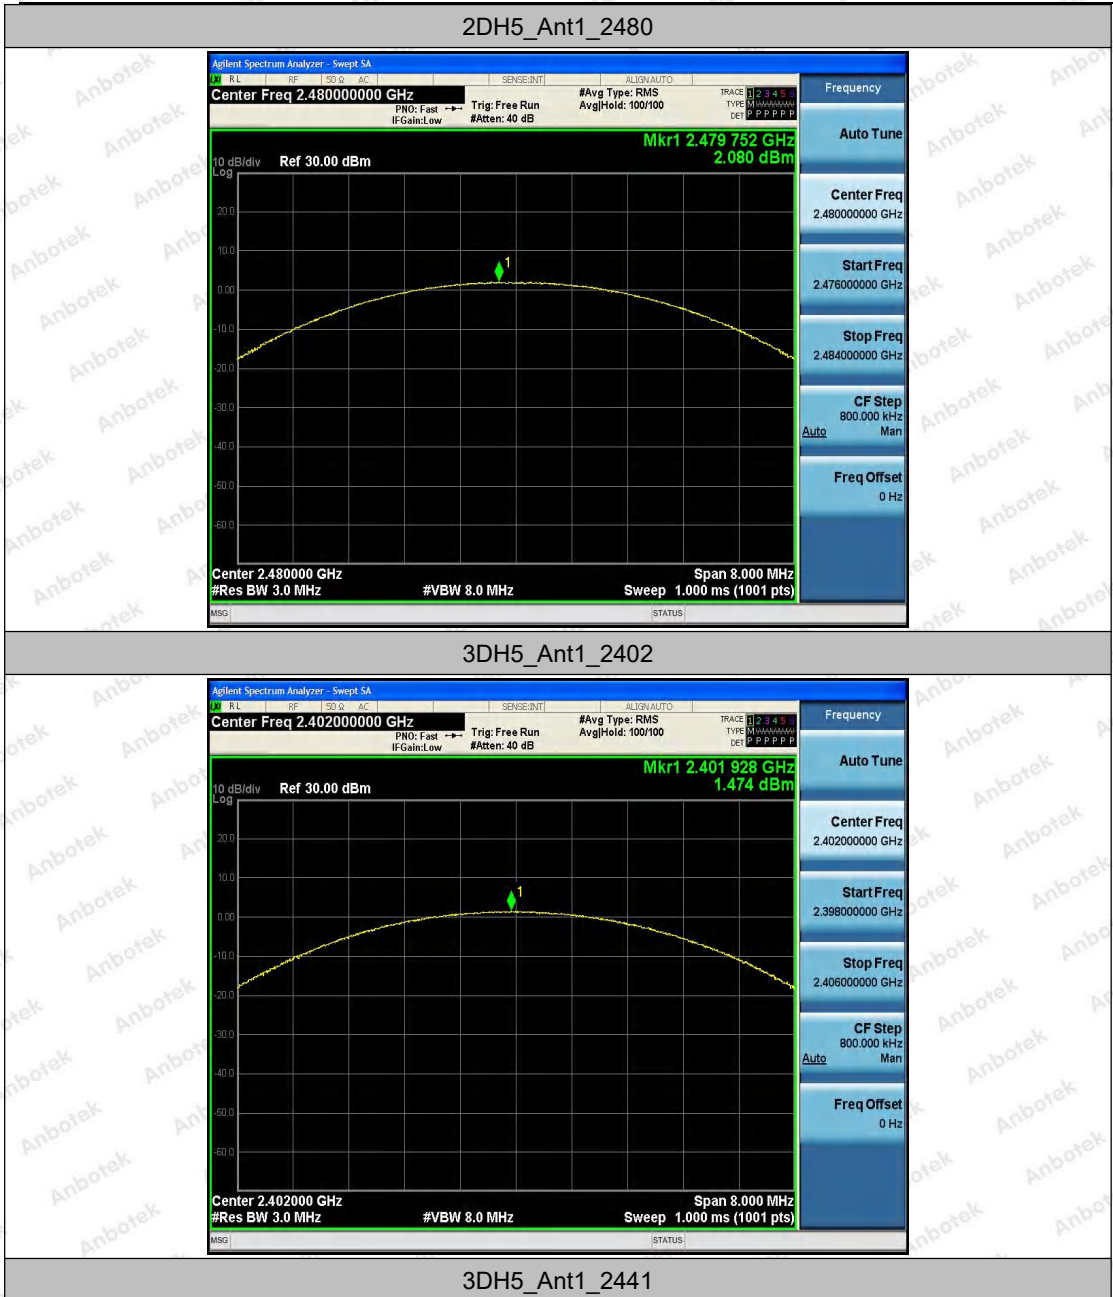 2DH5_Ant1_2480
Agilent Spectrum Analyzer - Swept SA
RL RF 50 Ω AC SENSE:INT ALIGNAUTO
Center Freq 2.480000000 GHz
PNO: Fast
IFGain:Low
Trig: Free Run
#Atten: 40 dB
#Avg Type: RMS
Avg|Hold: 100/100
TRACE 1 2 3 4 5 6
TYPE M
DET P P P P P P
Mkr1 2.479 752 GHz
2.080 dBm
10 dB/div
Log
Ref 30.00 dBm
20.0
10.0
0.00
-10.0
-20.0
-30.0
-40.0
-50.0
-60.0
1
Center 2.480000 GHz
Span 8.000 MHz
#Res BW 3.0 MHz
#VBW 8.0 MHz
Sweep 1.000 ms (1001 pts)
MSG
STATUS
Frequency
Auto Tune
Center Freq
2.480000000 GHz
Start Freq
2.476000000 GHz
Stop Freq
2.484000000 GHz
CF Step
800.000 kHz
Auto Man
Freq Offset
0 Hz
3DH5_Ant1_2402
Agilent Spectrum Analyzer - Swept SA
RL RF 50 Ω AC SENSE:INT ALIGNAUTO
Center Freq 2.402000000 GHz
PNO: Fast
IFGain:Low
Trig: Free Run
#Atten: 40 dB
#Avg Type: RMS
Avg|Hold: 100/100
TRACE 1 2 3 4 5 6
TYPE M
DET P P P P P P
Mkr1 2.401 928 GHz
1.474 dBm
10 dB/div
Log
Ref 30.00 dBm
20.0
10.0
0.00
-10.0
-20.0
-30.0
-40.0
-50.0
-60.0
1
Center 2.402000 GHz
Span 8.000 MHz
#Res BW 3.0 MHz
#VBW 8.0 MHz
Sweep 1.000 ms (1001 pts)
MSG
STATUS
Frequency
Auto Tune
Center Freq
2.402000000 GHz
Start Freq
2.398000000 GHz
Stop Freq
2.406000000 GHz
CF Step
800.000 kHz
Auto Man
Freq Offset
0 Hz
3DH5_Ant1_2441
Anbotek